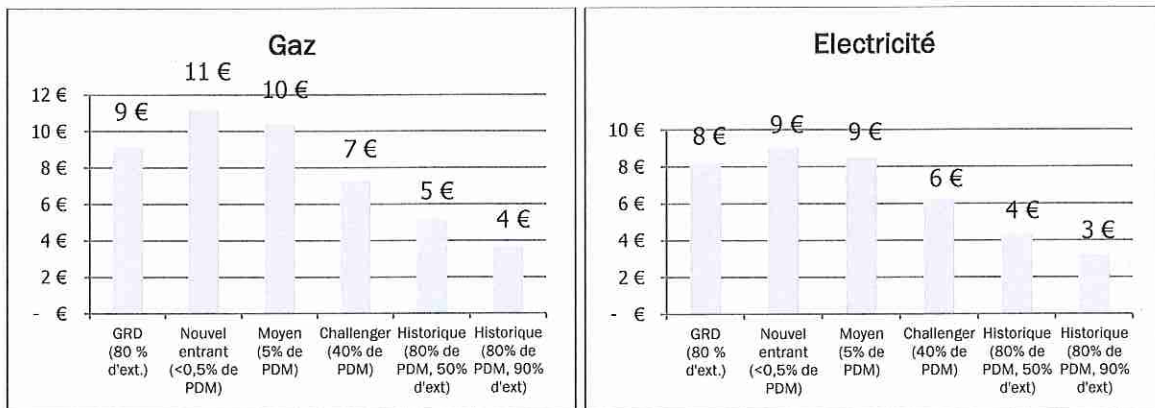 Gaz
11 €
10 €
9 €
7 €
5 €
4 €
12 €
10 €
8 €
6 €
4 €
2 €
- €
GRD
(80 %
d'ext.)
Nouvel
entrant
(<0,5% de
PDM)
Moyen
(5% de
PDM)
Challenger
(40% de
PDM)
Historique
(80% de
PDM, 50%
d'ext)
Historique
(80% de
PDM, 90%
d'ext)
Electricité
8 €
9 €
9 €
6 €
4 €
3 €
10 €
8 €
6 €
4 €
2 €
- €
GRD
(80 %
d'ext.)
Nouvel
entrant
(<0,5% de
PDM)
Moyen
(5% de
PDM)
Challenger
(40% de
PDM)
Historique
(80% de
PDM, 50%
d'ext)
Historique
(80% de
PDM, 90%
d'ext)